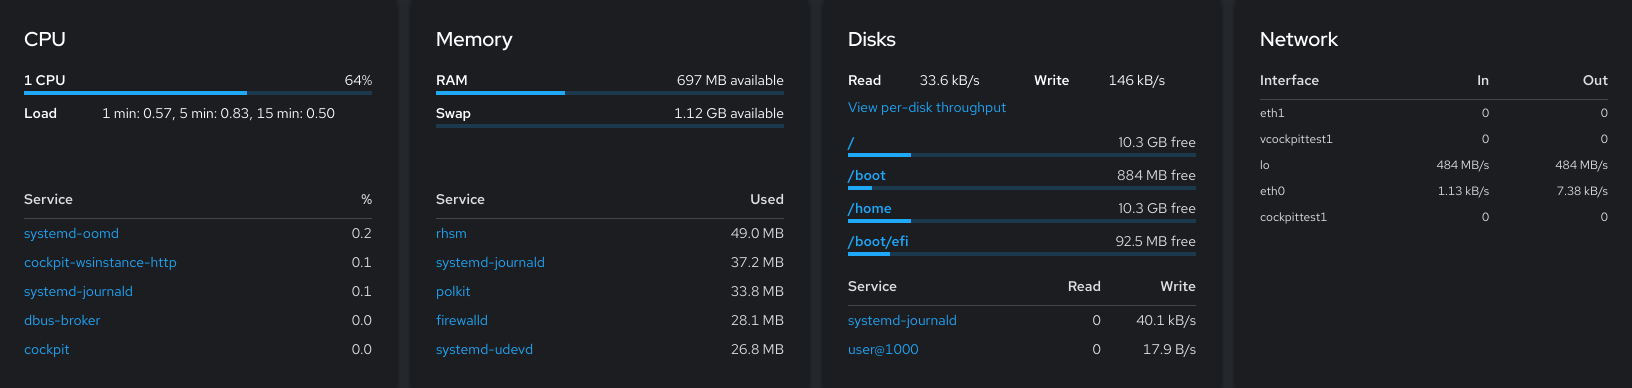 CPU
1 CPU 64%
Load 1 min: 0.57, 5 min: 0.83, 15 min: 0.50
Service %
systemd-oomd 0.2
cockpit-wsinstance-http 0.1
systemd-journald 0.1
dbus-broker 0.0
cockpit 0.0
Memory
RAM 697 MB available
Swap 1.12 GB available
Service Used
rhsm 49.0 MB
systemd-journald 37.2 MB
polkit 33.8 MB
firewalld 28.1 MB
systemd-udevd 26.8 MB
Disks
Read 33.6 kB/s Write 146 kB/s
View per-disk throughput
/ 10.3 GB free
/boot 884 MB free
/home 10.3 GB free
/boot/efi 92.5 MB free
Service Read Write
systemd-journald 0 40.1 kB/s
user@1000 0 17.9 B/s
Network
Interface In Out
eth1 0 0
vcockpittest1 0 0
lo 484 MB/s 484 MB/s
eth0 1.13 kB/s 7.38 kB/s
cockpittest1 0 0